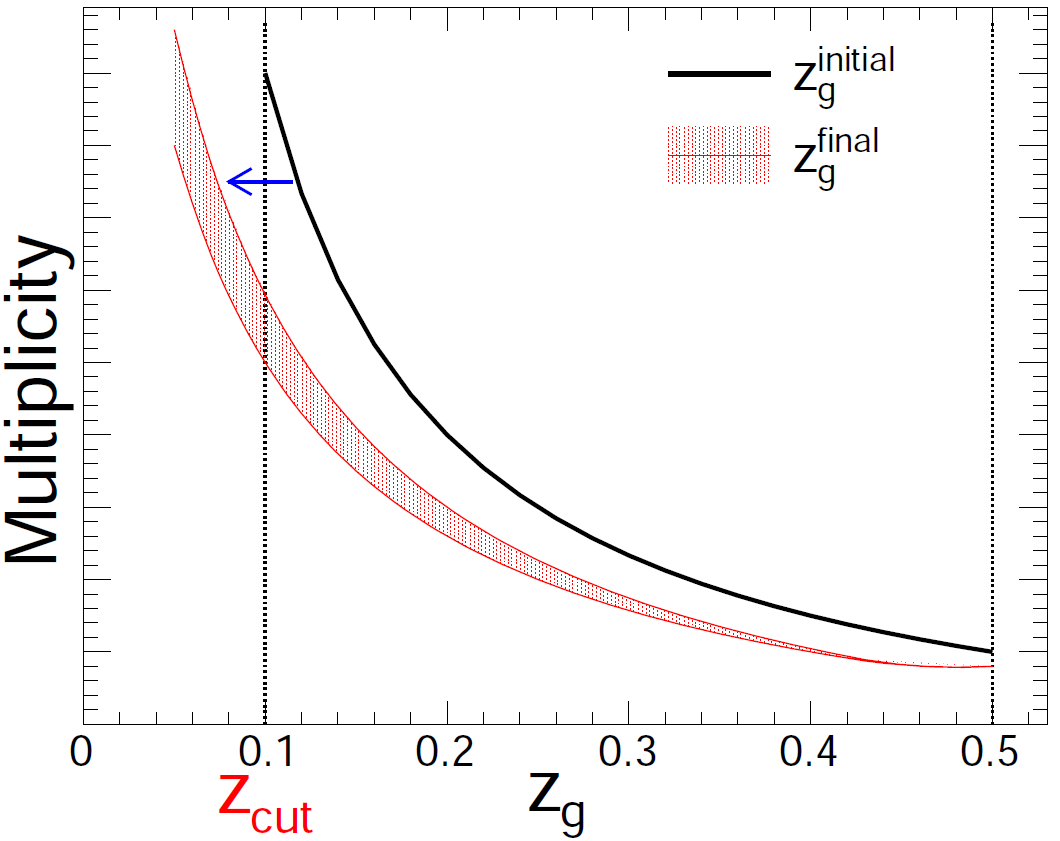 z_g^initial
z_g^final
Multiplicity
0 0.1 0.2 0.3 0.4 0.5
z_cut z_g